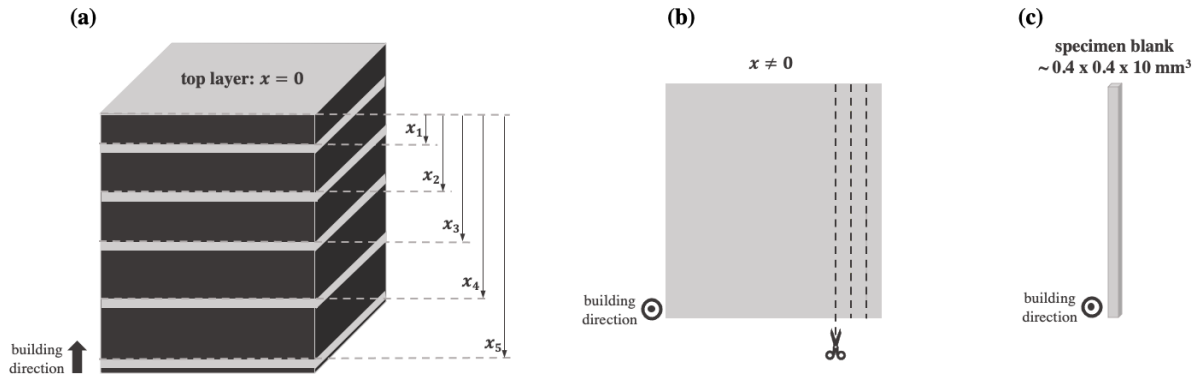 (a)
top layer: x = 0
x₁
x₂
x₃
x₄
x₅
building
direction
(b)
x ≠ 0
building
direction
(c)
specimen blank
~ 0.4 x 0.4 x 10 mm³
building
direction